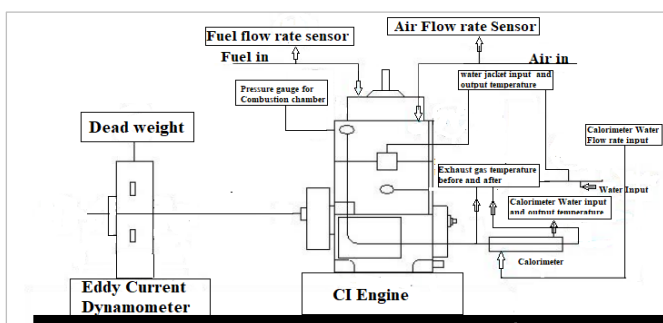 Fuel flow rate sensor
Air Flow rate Sensor
Fuel in
Air in
water jacket input and
output temperature
Pressure gauge for
Combustion chamber
Dead weight
Calorimeter Water
Flow rate input
Exhaust gas temperature
before and after
Water Input
Calorimeter Water input
and output temperature
Calorimeter
Eddy Current
Dynamometer
CI Engine